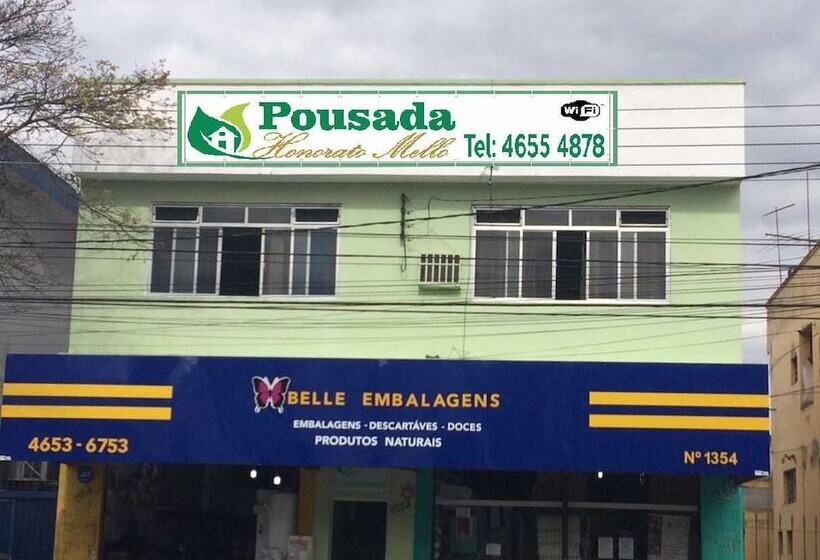 Pousada
WiFi
Honorato Mello
Tel: 4655 4878
BELLE EMBALAGENS
EMBALAGENS - DESCARTÁVES - DOCES
PRODUTOS NATURAIS
4653-6753
Nº 1354